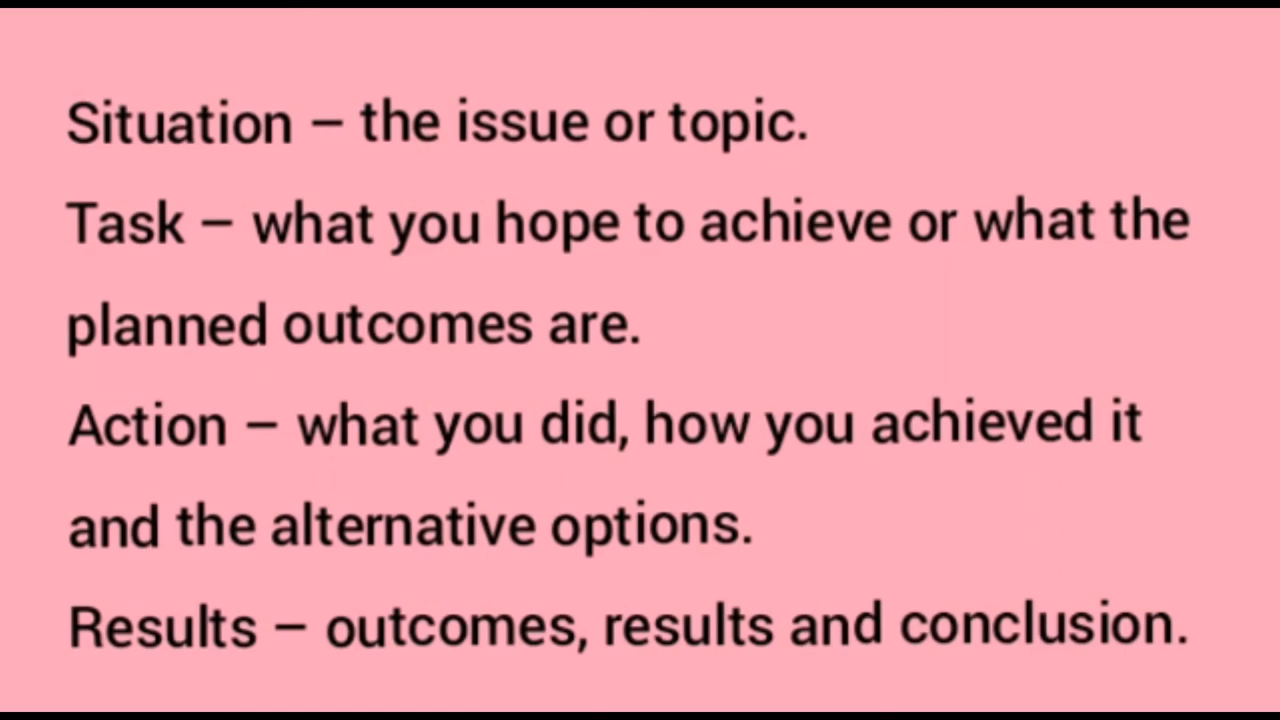 Situation – the issue or topic.
Task – what you hope to achieve or what the
planned outcomes are.
Action – what you did, how you achieved it
and the alternative options.
Results – outcomes, results and conclusion.